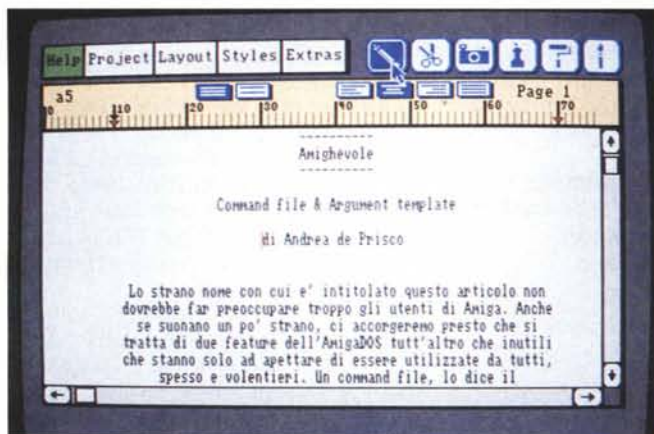 Help Project Layout Styles Extras
a5 Page 1
0 10 20 30 40 50 60 70
----------
Amighevole
----------
Command file & Argument template
di Andrea de Prisco
Lo strano nome con cui e' intitolato questo articolo non
dovrebbe far preoccupare troppo gli utenti di Amiga. Anche
se suonano un po' strano, ci accorgeremo presto che si
tratta di due feature dell'AmigaDOS tutt'altro che inutili
che stanno solo ad apettare di essere utilizzate da tutti,
spesso e volentieri. Un command file, lo dice il